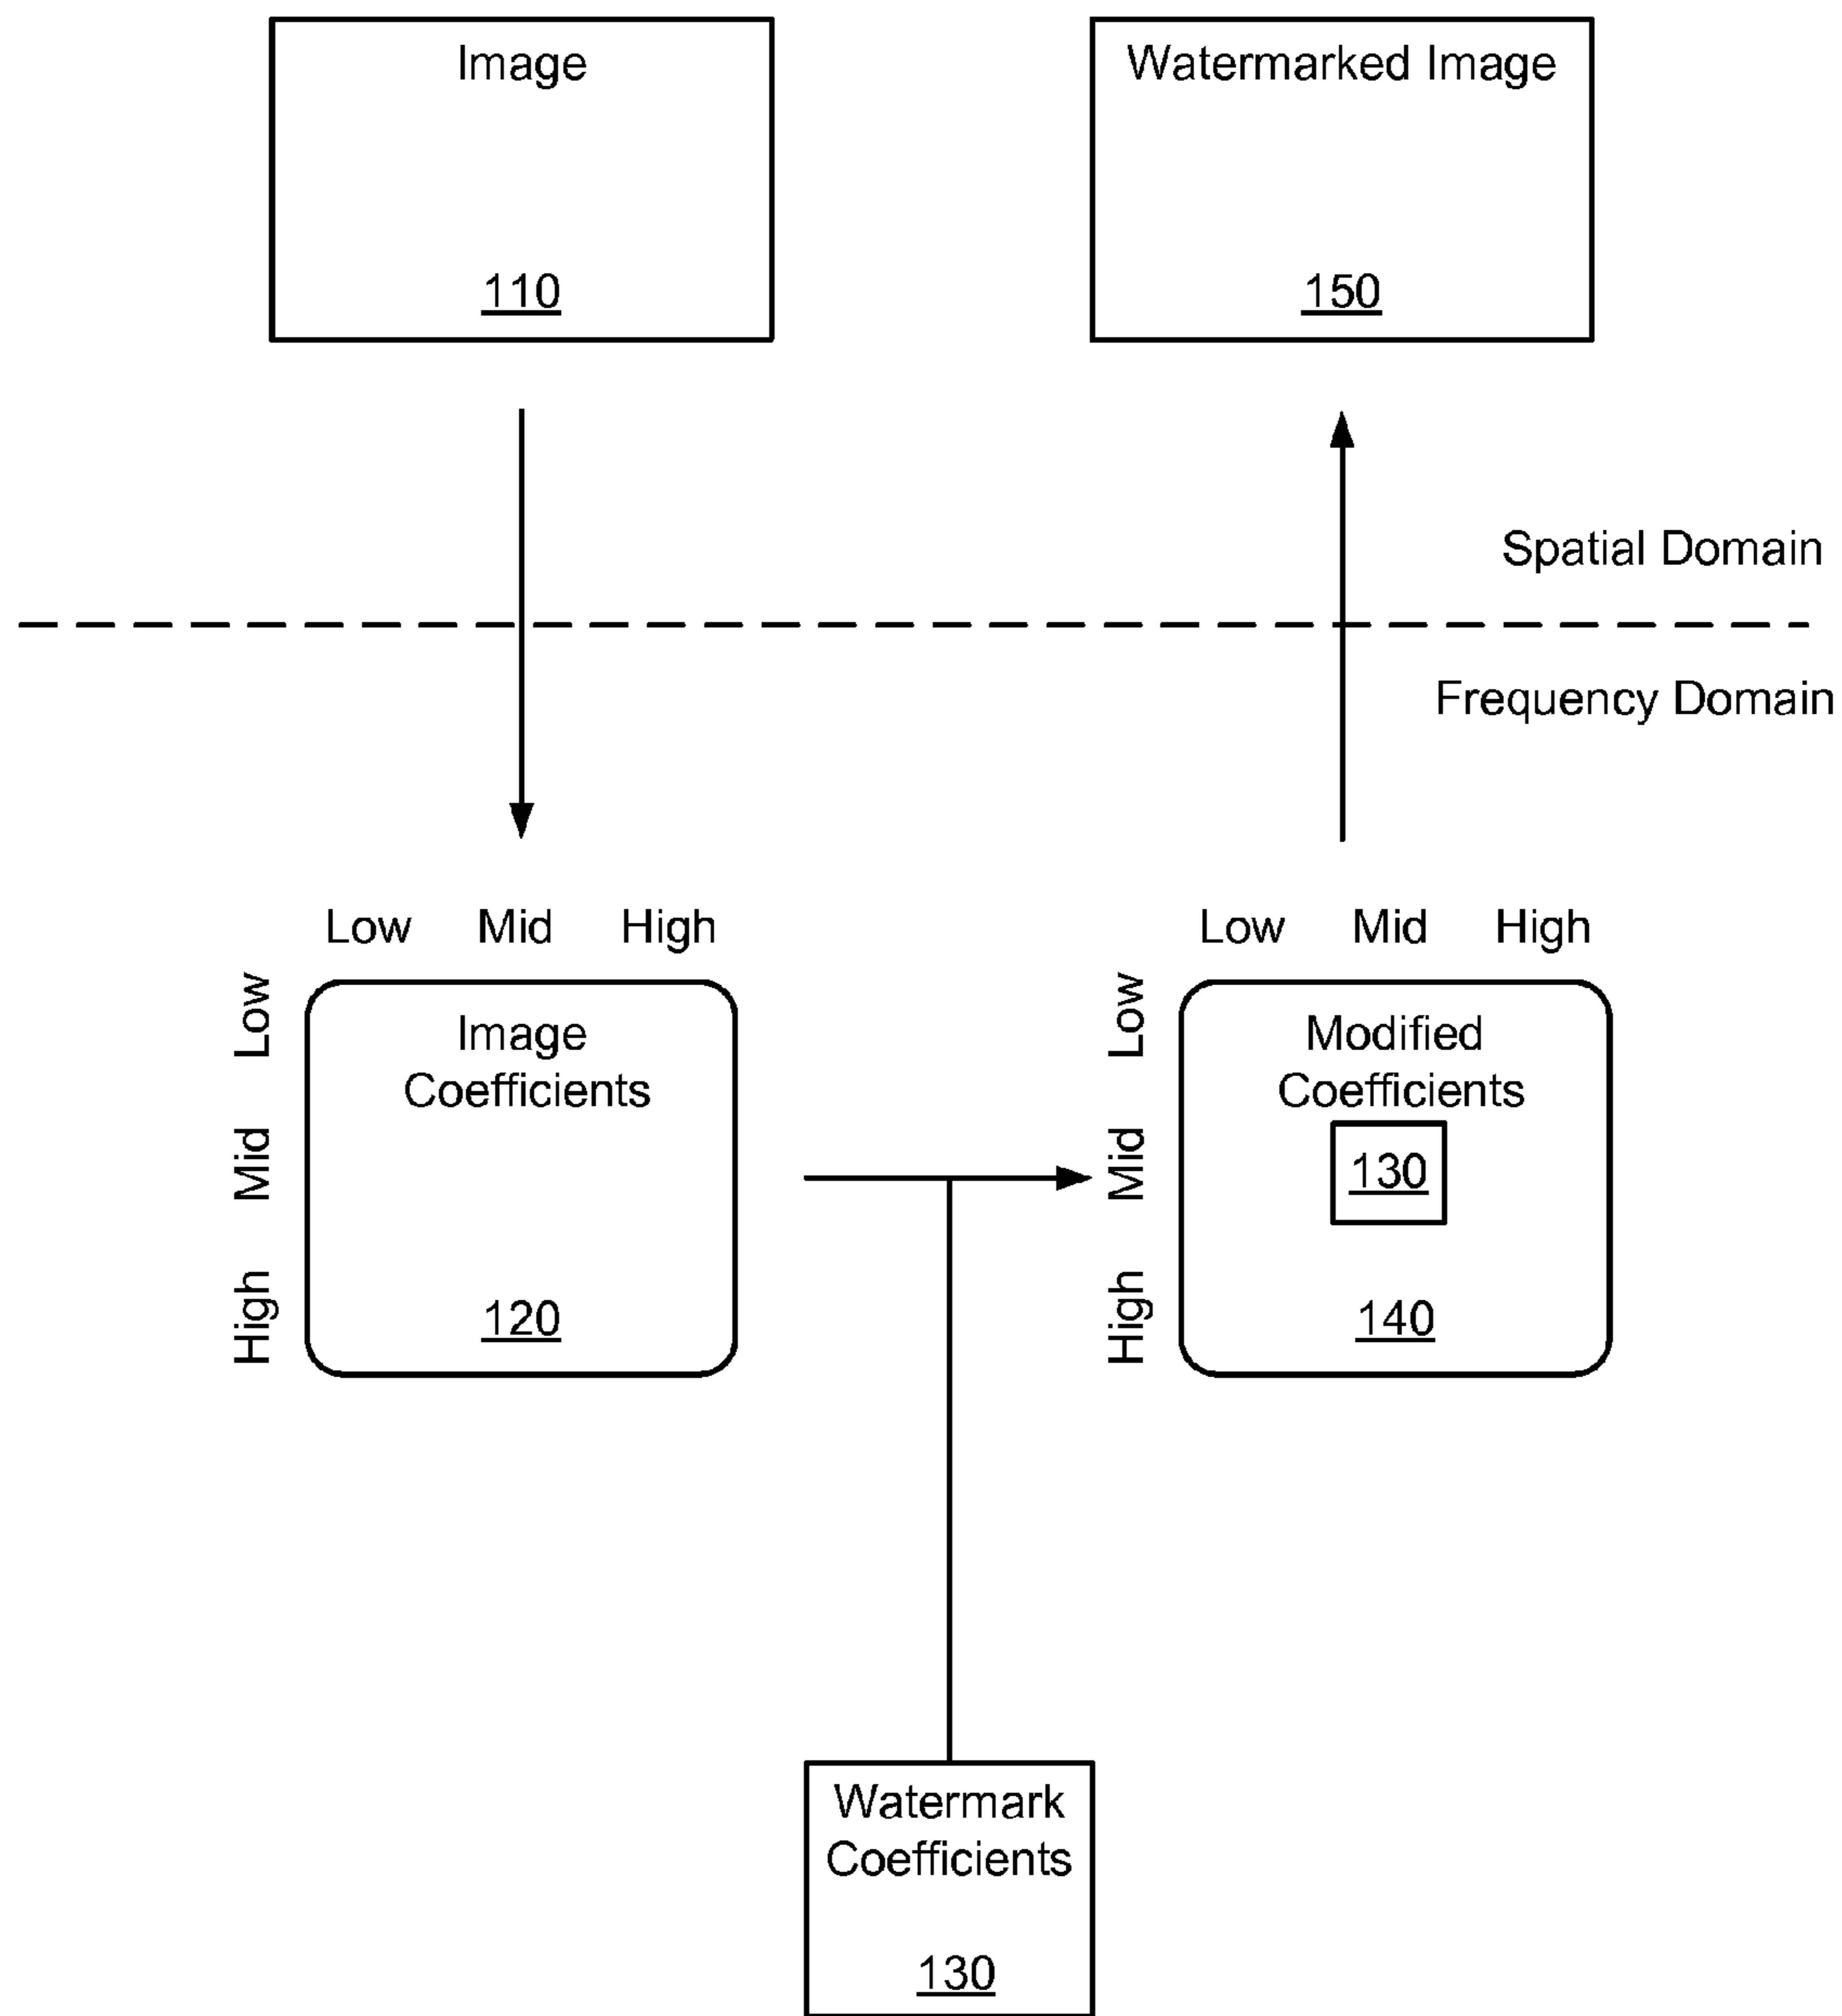 Image
110
Watermarked Image
150
Spatial Domain
Frequency Domain
Low Mid High
Low
Mid
High
Image
Coefficients
120
Low Mid High
Low
Mid
High
Modified
Coefficients
130
140
Watermark
Coefficients
130